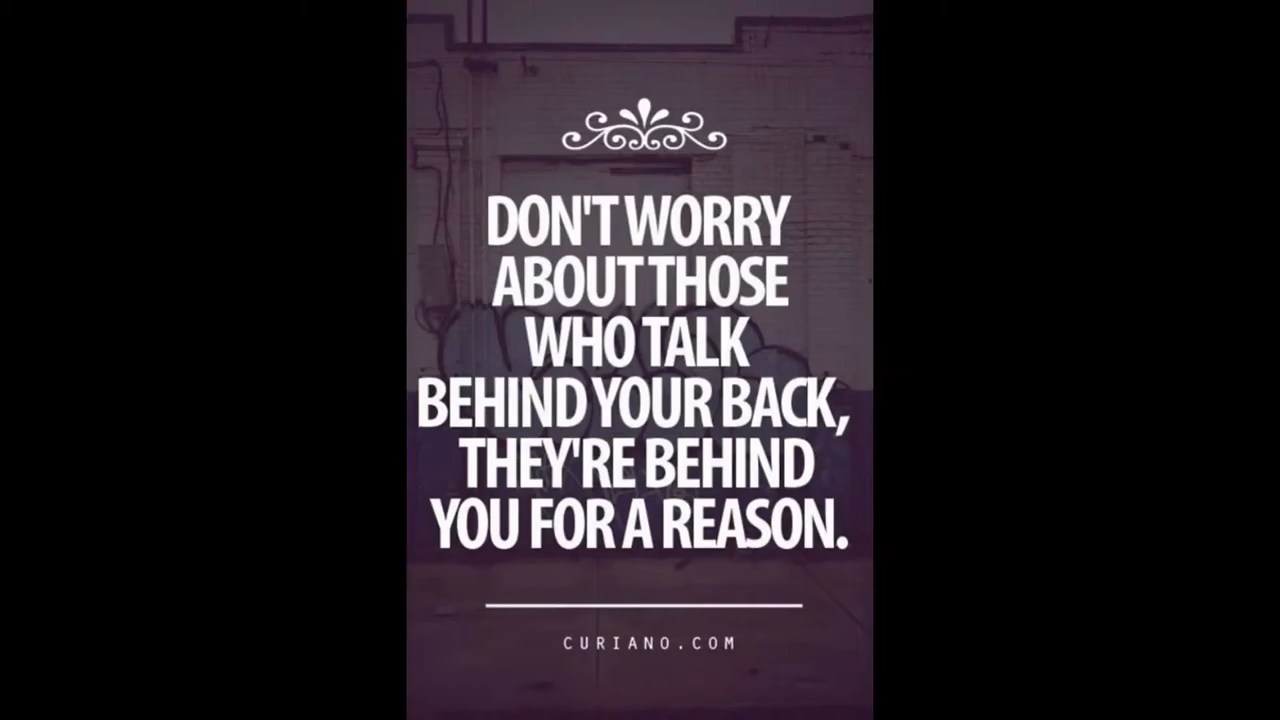 DON'T WORRY
ABOUT THOSE
WHO TALK
BEHIND YOUR BACK,
THEY'RE BEHIND
YOU FOR A REASON.
CURIANO.COM